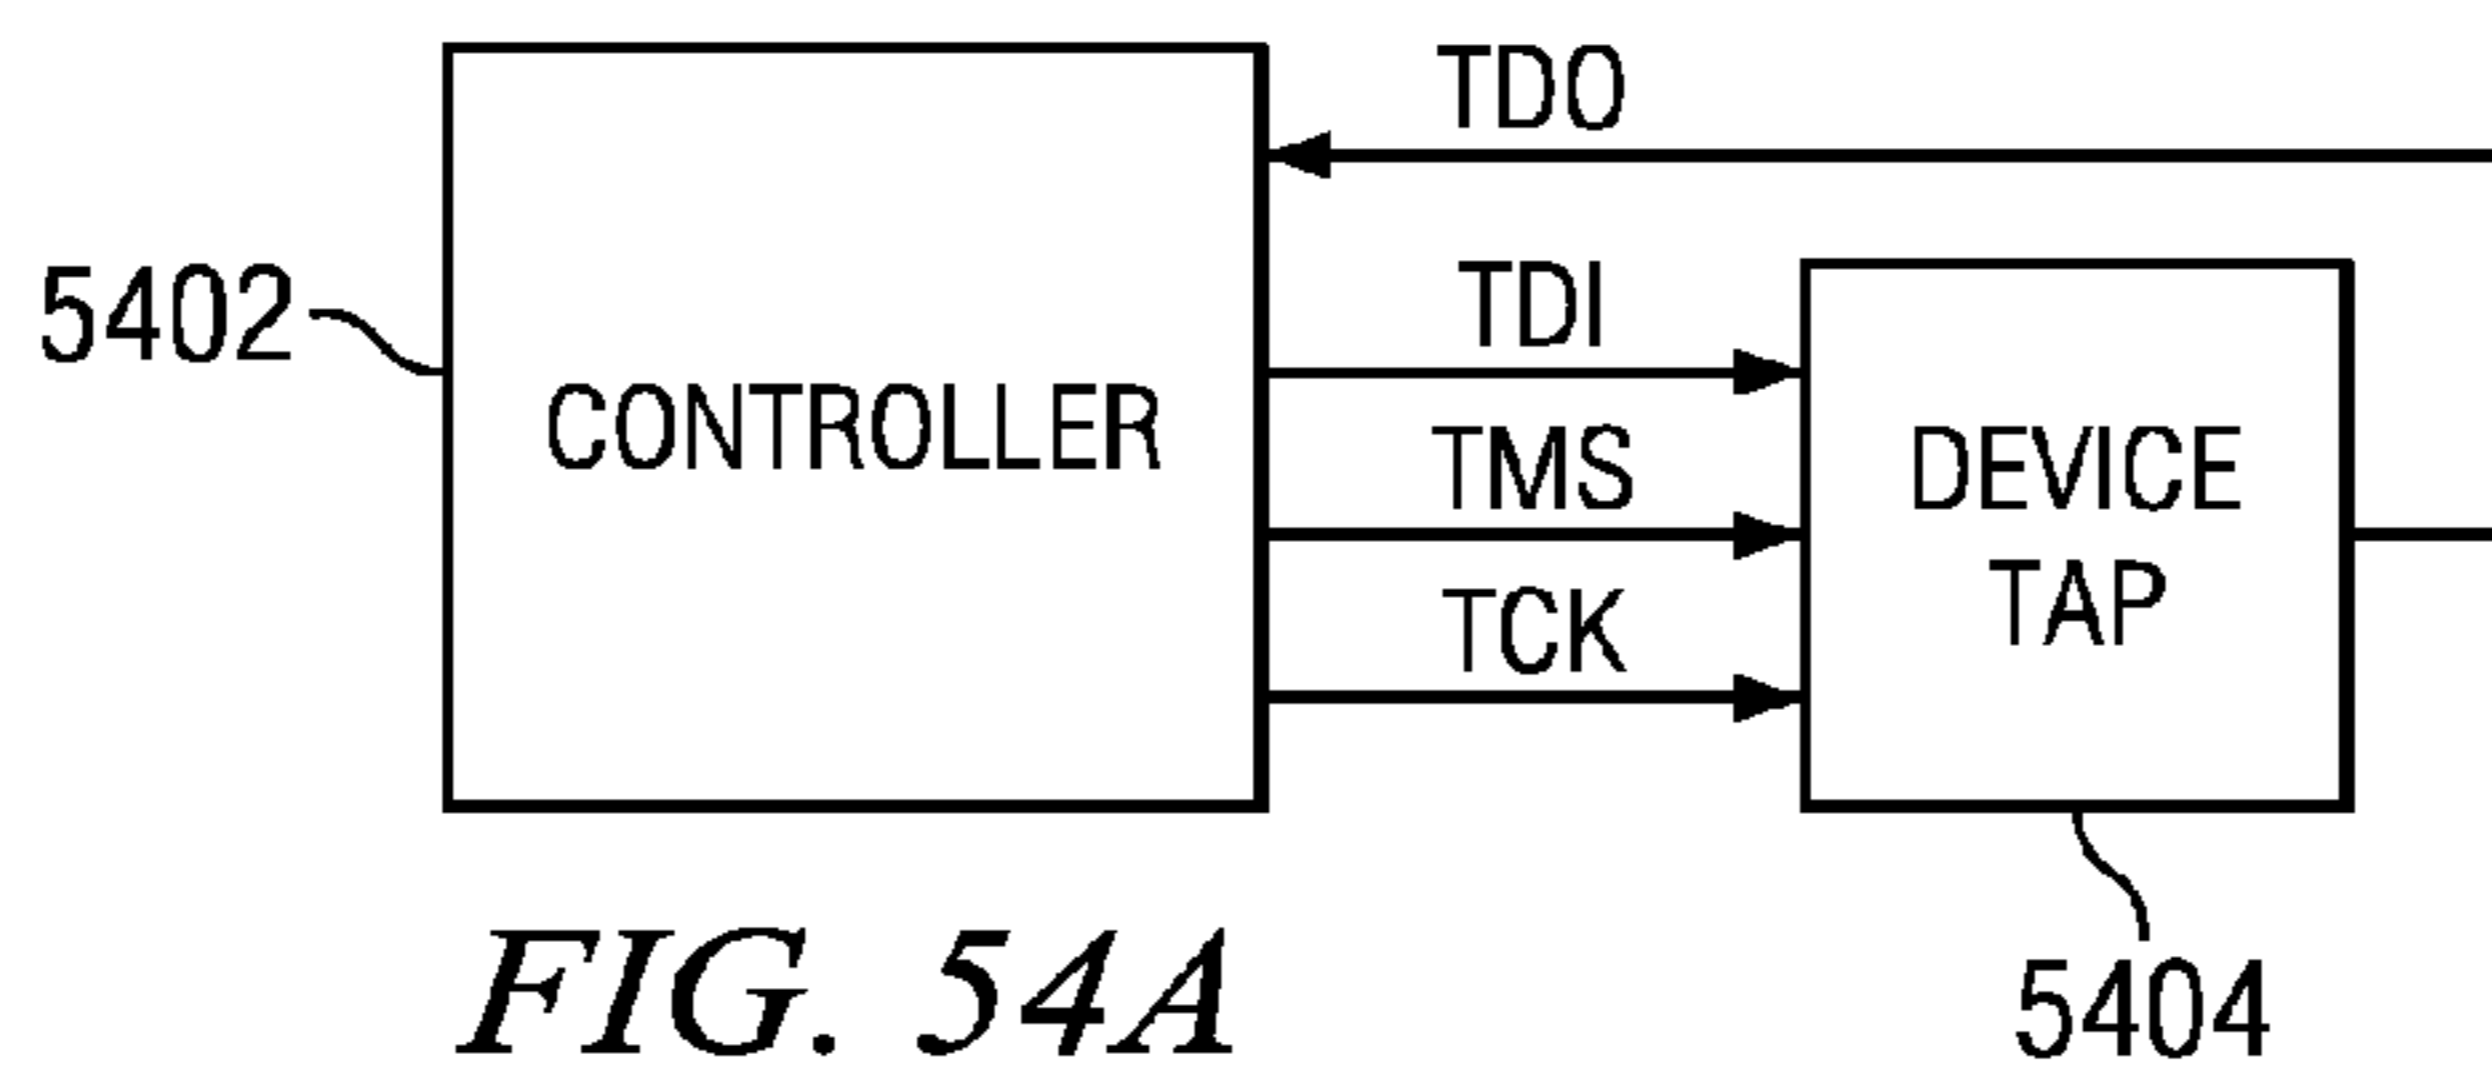 TDO
5402
TDI
CONTROLLER
TMS
DEVICE
TAP
TCK
FIG. 54A
5404